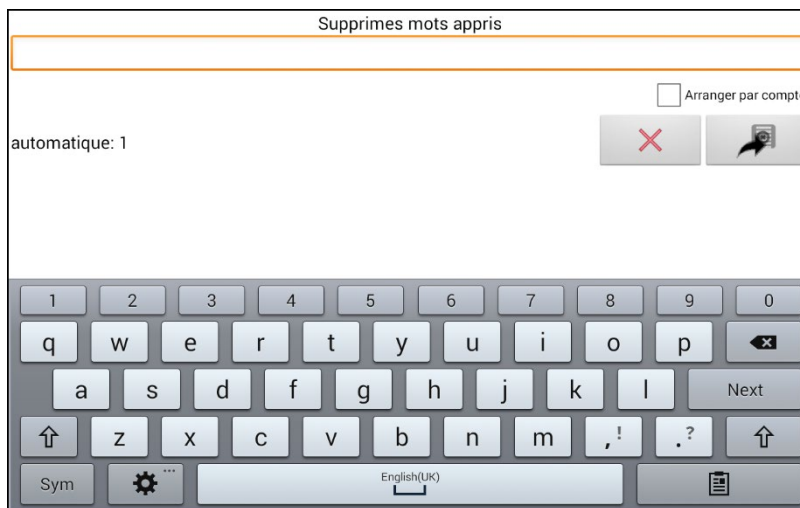 Supprimes mots appris
Arranger par compt
automatique: 1
1 2 3 4 5 6 7 8 9 0
q w e r t y u i o p
a s d f g h j k l Next
z x c v b n m ,! .?
Sym ... English(UK)